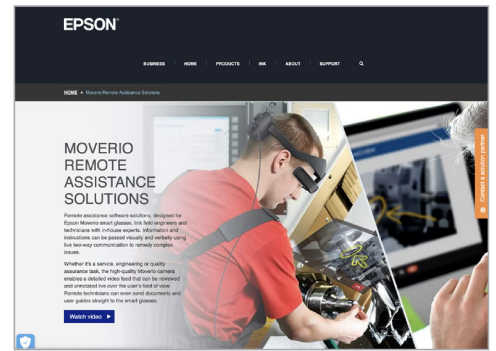 EPSON
BUSINESS HOME PRODUCTS INK ABOUT SUPPORT
HOME Moverio Remote Assistance Solutions
MOVERIO
REMOTE
ASSISTANCE
SOLUTIONS
Remote assistance software solutions, designed for
Epson Moverio smart glasses, link field engineers and
technicians with in-house experts. Information and
instructions can be passed visually and verbally using
live two-way communication to remedy complex
issues.
Whether it's a service, engineering or quality
assurance task, the high-quality Moverio camera
enables a detailed video feed that can be reviewed
and annotated live over the user's field of view.
Remote technicians can even send documents and
user guides straight to the smart glasses.
Watch video
Contact a solution partner